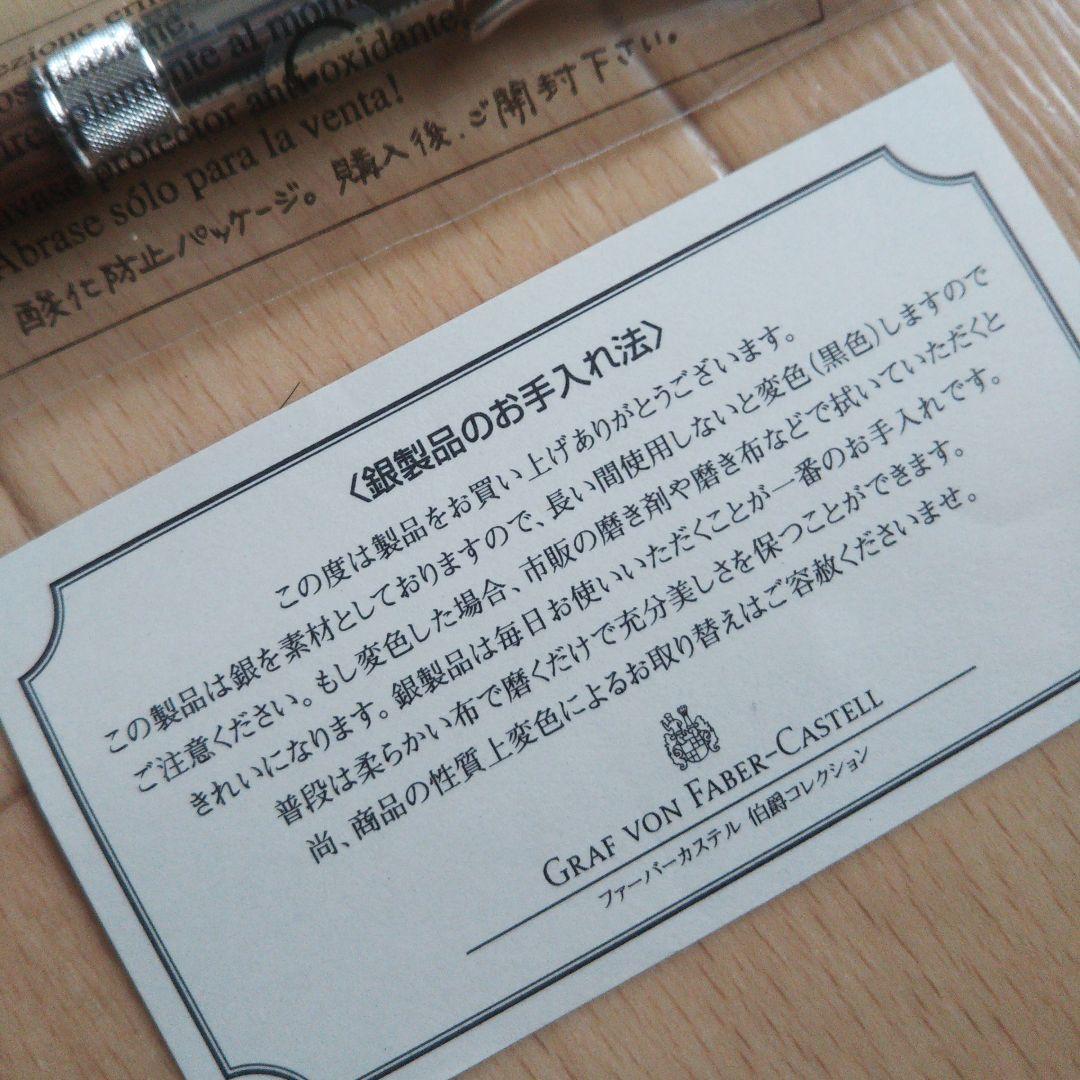 dazione.
al mom
protector anti-oxidante
Abrase sólo para la venta!
酸化防止パッケージ。購入後、ご開封下さい。
〈銀製品のお手入れ法〉
この度は製品をお買い上げありがとうございます。
この製品は銀を素材としておりますので、長い間使用しないと変色(黒色)しますので
ご注意ください。もし変色した場合、市販の磨き剤や磨き布などで拭いていただくと
きれいになります。銀製品は毎日お使いいただくことが一番のお手入れです。
普段は柔らかい布で磨くだけで充分美しさを保つことができます。
尚、商品の性質上変色によるお取り替えはご容赦くださいませ。
GRAF VON FABER-CASTELL
ファーバーカステル 伯爵コレクション